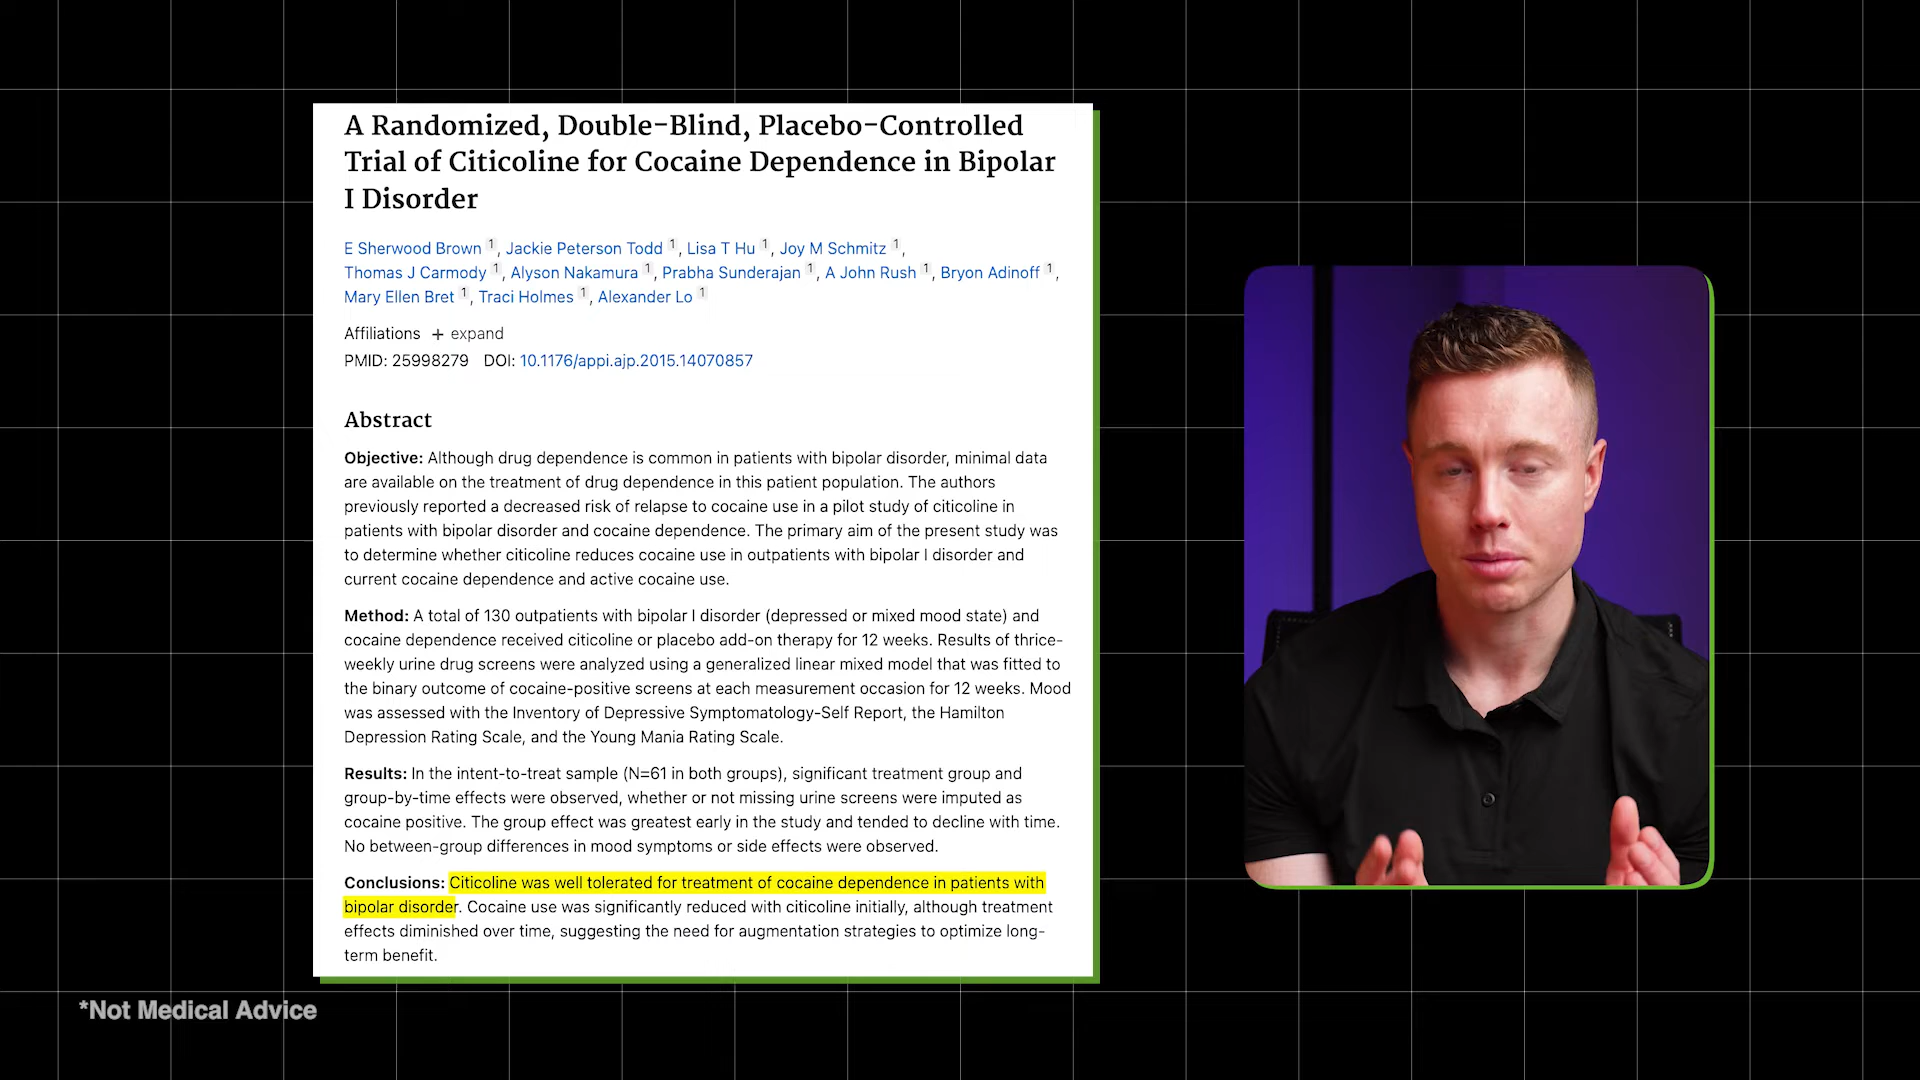 A Randomized, Double-Blind, Placebo-Controlled
Trial of Citicoline for Cocaine Dependence in Bipolar
I Disorder
E Sherwood Brown 1, Jackie Peterson Todd 1, Lisa T Hu 1, Joy M Schmitz 1,
Thomas J Carmody 1, Alyson Nakamura 1, Prabha Sunderajan 1, A John Rush 1, Bryon Adinoff 1,
Mary Ellen Bret 1, Traci Holmes 1, Alexander Lo 1
Affiliations + expand
PMID: 25998279 DOI: 10.1176/appi.ajp.2015.14070857
Abstract
Objective: Although drug dependence is common in patients with bipolar disorder, minimal data
are available on the treatment of drug dependence in this patient population. The authors
previously reported a decreased risk of relapse to cocaine use in a pilot study of citicoline in
patients with bipolar disorder and cocaine dependence. The primary aim of the present study was
to determine whether citicoline reduces cocaine use in outpatients with bipolar I disorder and
current cocaine dependence and active cocaine use.
Method: A total of 130 outpatients with bipolar I disorder (depressed or mixed mood state) and
cocaine dependence received citicoline or placebo add-on therapy for 12 weeks. Results of thrice-
weekly urine drug screens were analyzed using a generalized linear mixed model that was fitted to
the binary outcome of cocaine-positive screens at each measurement occasion for 12 weeks. Mood
was assessed with the Inventory of Depressive Symptomatology-Self Report, the Hamilton
Depression Rating Scale, and the Young Mania Rating Scale.
Results: In the intent-to-treat sample (N=61 in both groups), significant treatment group and
group-by-time effects were observed, whether or not missing urine screens were imputed as
cocaine positive. The group effect was greatest early in the study and tended to decline with time.
No between-group differences in mood symptoms or side effects were observed.
Conclusions: Citicoline was well tolerated for treatment of cocaine dependence in patients with
bipolar disorder. Cocaine use was significantly reduced with citicoline initially, although treatment
effects diminished over time, suggesting the need for augmentation strategies to optimize long-
term benefit.
*Not Medical Advice